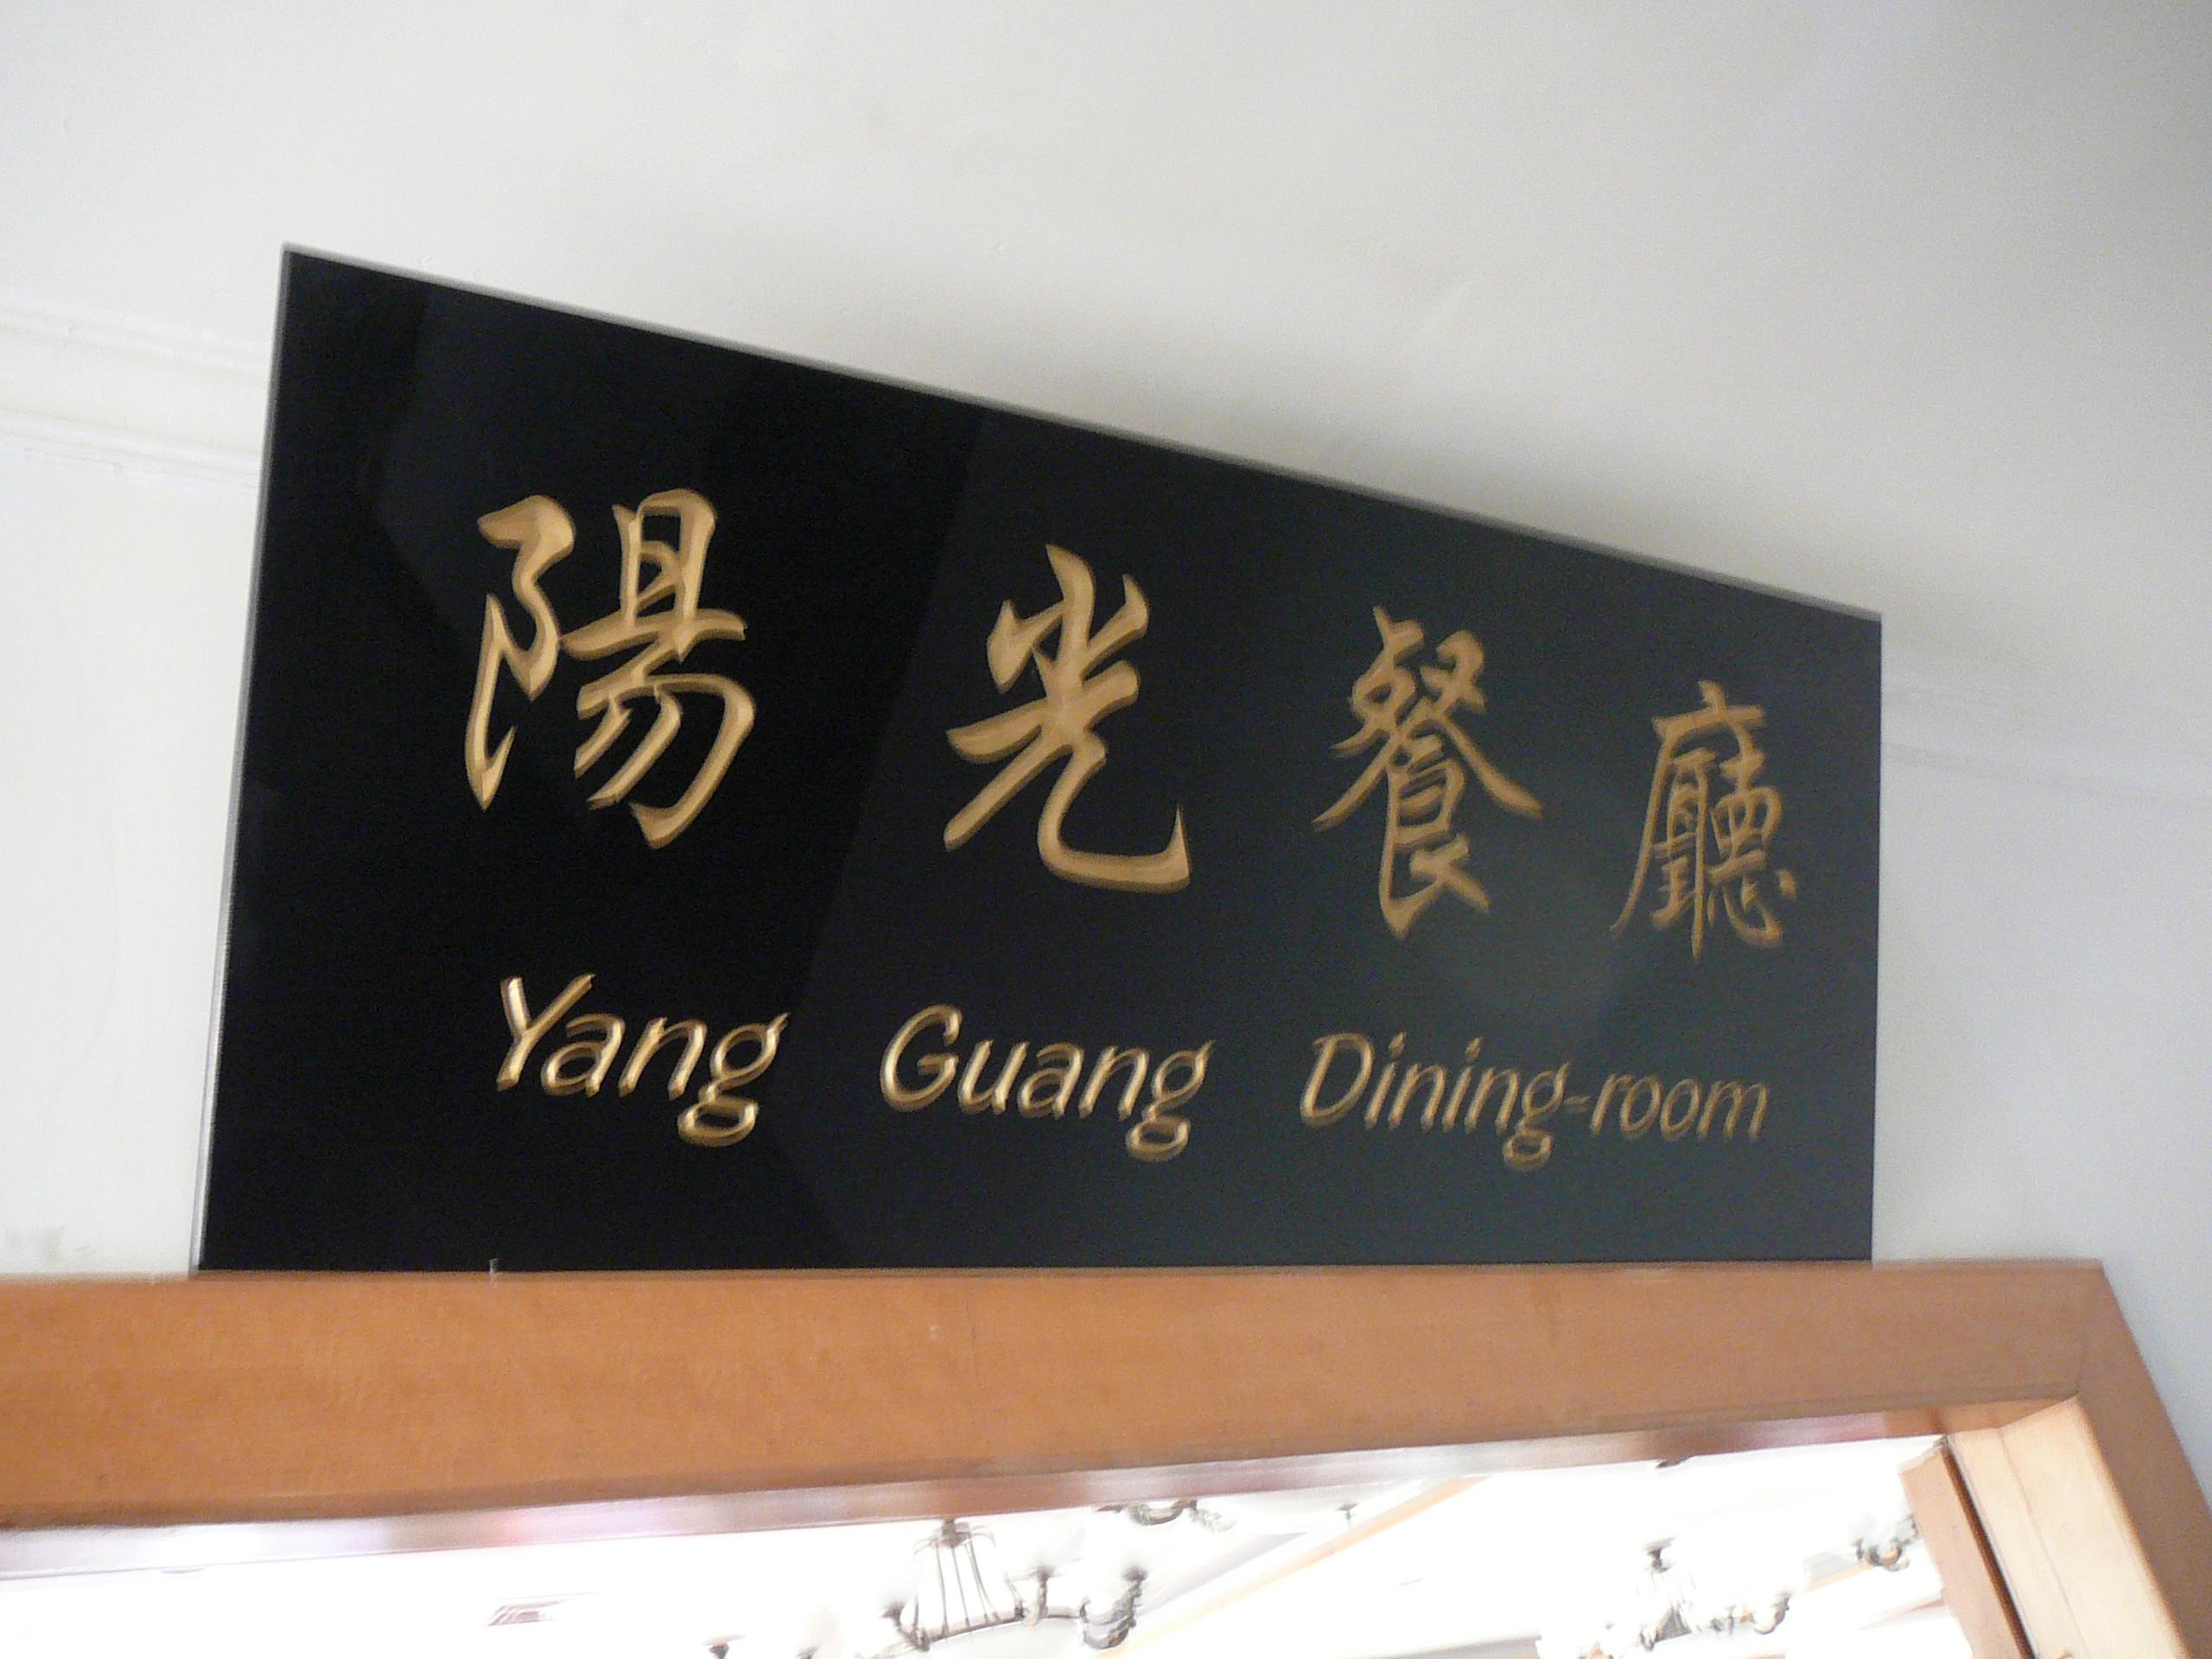 陽光餐廳
Yang Guang Dining-room